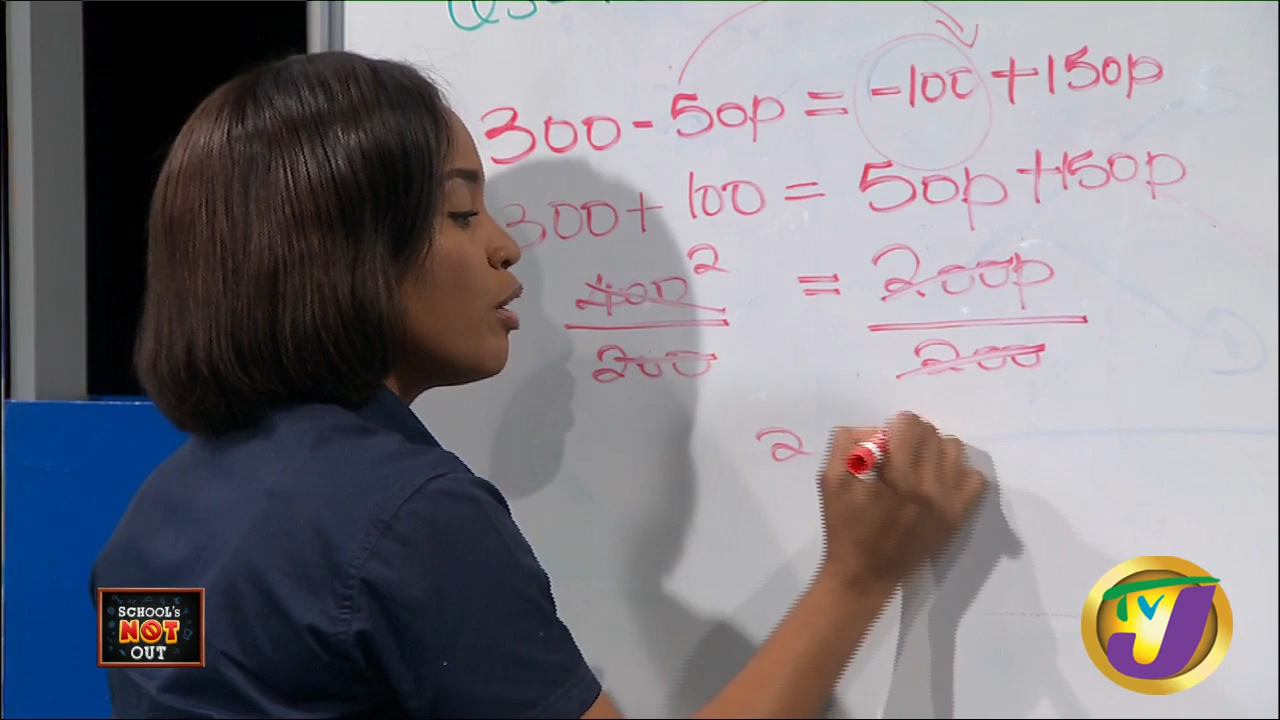 300 - 50p = -100 + 150p
300 + 100 = 50p + 150p
400 2 = 200p
200 200
2
SCHOOL'S
NOT
OUT
TVJ